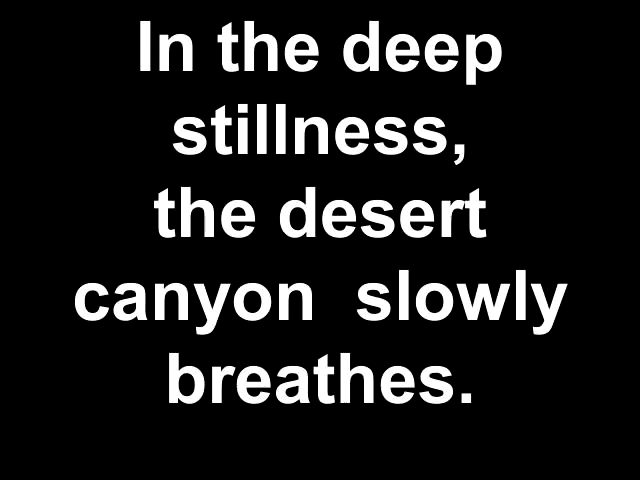 In the deep
stillness,
the desert
canyon  slowly
breathes.